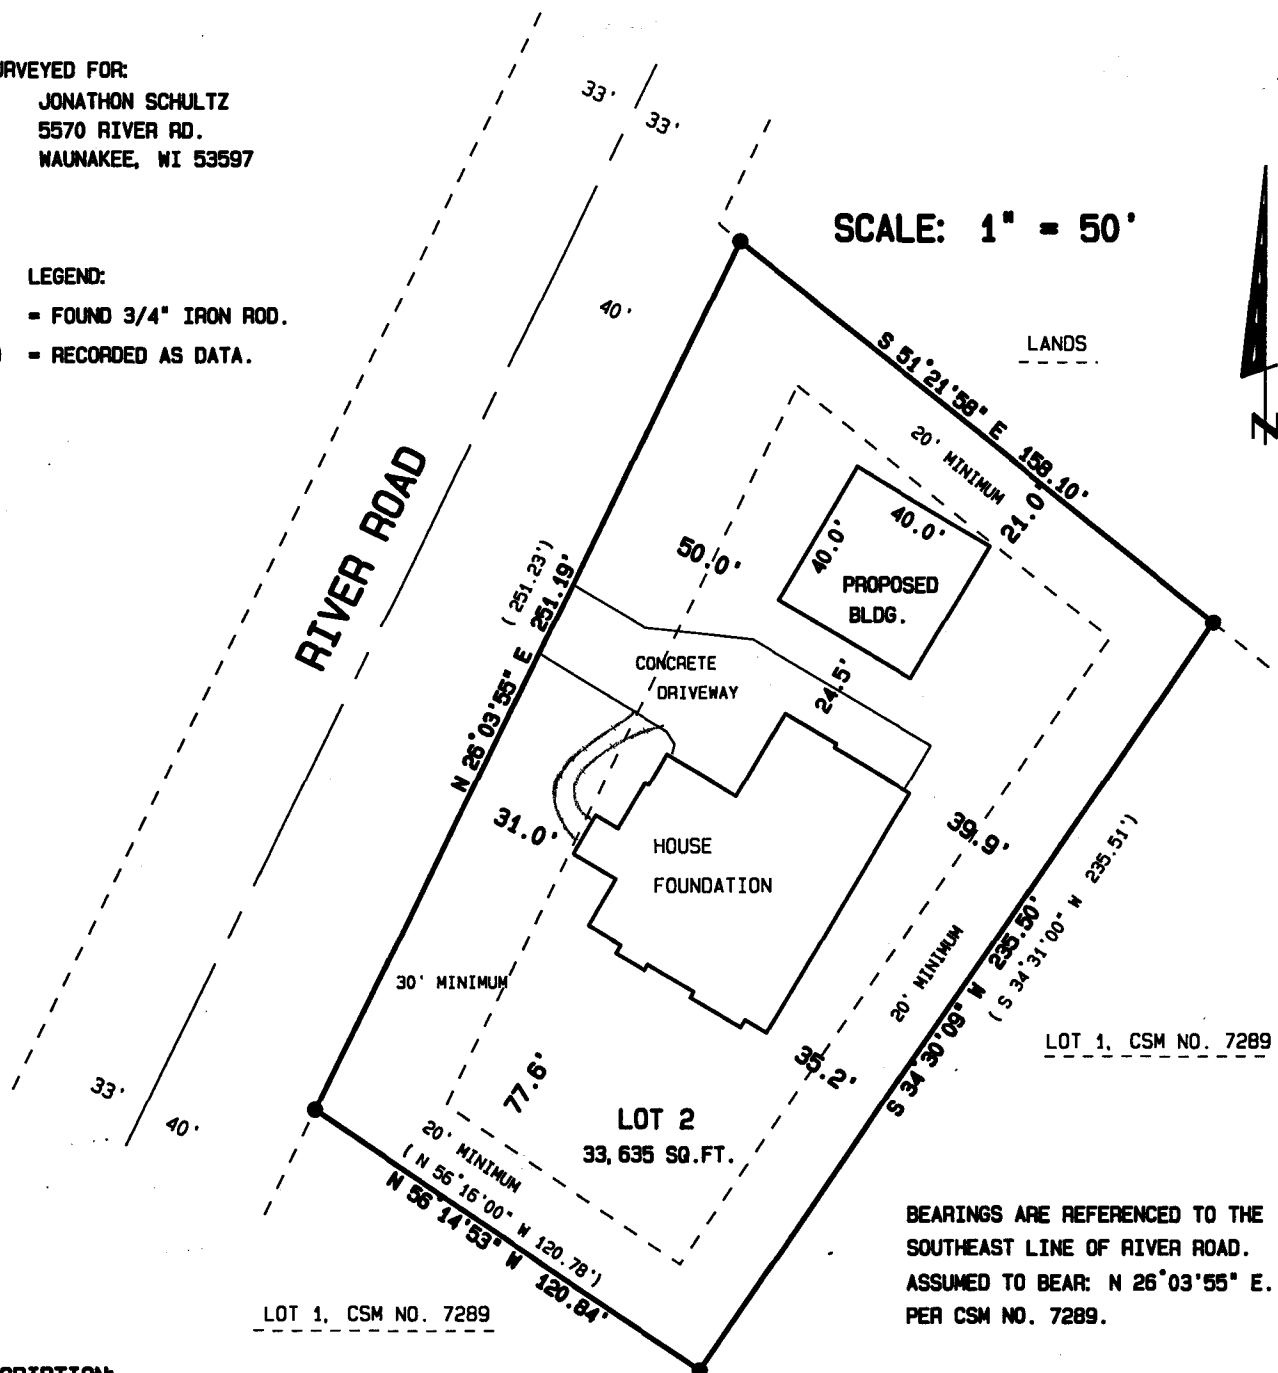 URVEYED FOR:
JONATHON SCHULTZ
5570 RIVER RD.
WAUNAKEE, WI 53597
LEGEND:
= FOUND 3/4" IRON ROD.
) = RECORDED AS DATA.
33'
33'
40'
SCALE: 1" = 50'
LANDS
N
S 51°21'58" E 158.10'
20' MINIMUM
21.0'
40.0'
40.0'
PROPOSED
BLDG.
50.0'
RIVER ROAD
(251.23')
N 26°03'55" E 251.19'
CONCRETE
DRIVEWAY
24.5'
31.0'
HOUSE
FOUNDATION
39.9'
20' MINIMUM
S 34°30'09" W 235.50'
(S 34°31'00" W 235.51')
30' MINIMUM
LOT 1, CSM NO. 7289
35.2'
77.6'
33'
40'
LOT 2
33,635 SQ.FT.
20' MINIMUM
(N 56°16'00" W 120.78')
N 56°14'53" W 120.84'
BEARINGS ARE REFERENCED TO THE
SOUTHEAST LINE OF RIVER ROAD.
ASSUMED TO BEAR: N 26°03'55" E.
PER CSM NO. 7289.
LOT 1, CSM NO. 7289